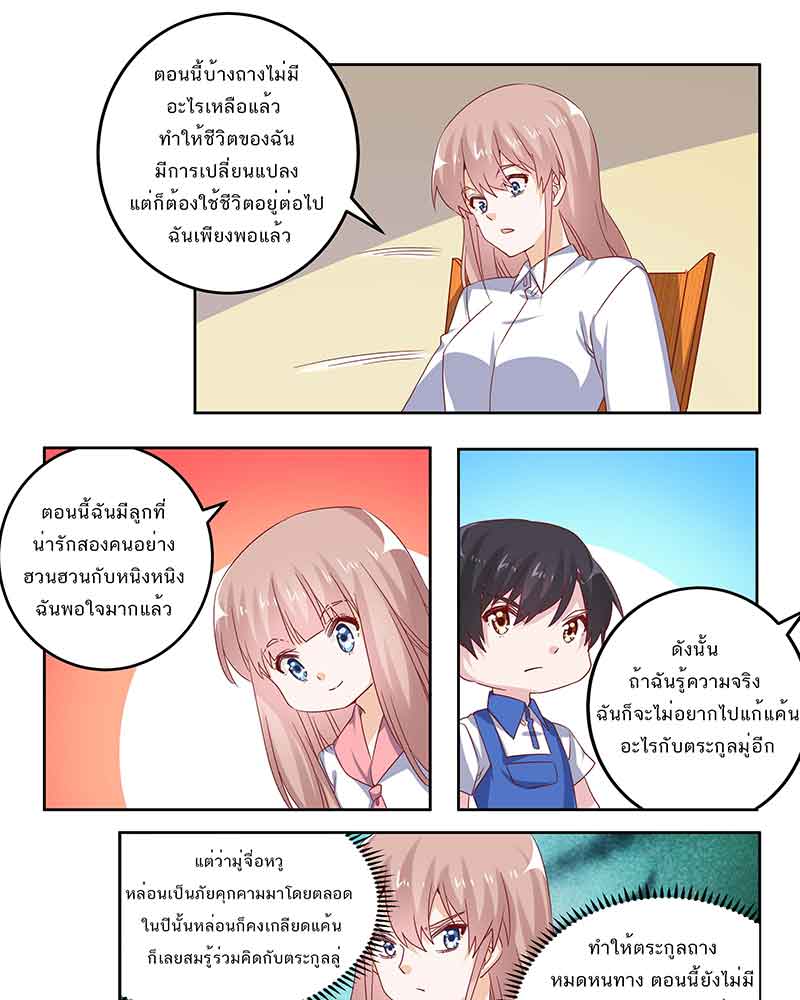 ตอนนี้บ้างถางไม่มี
อะไรเหลือแล้ว
ทำให้ชีวิตของฉัน
มีการเปลี่ยนแปลง
แต่ก็ต้องใช้ชีวิตอยู่ต่อไป
ฉันเพียงพอแล้ว
ตอนนี้ฉันมีลูกที่
น่ารักสองคนอย่าง
ฮวนฮวนกับหนิงหนิง
ฉันพอใจมากแล้ว
ดังนั้น
ถ้าฉันรู้ความจริง
ฉันก็จะไม่อยากไปแก้แค้น
อะไรกับตระกูลมู่อีก
แต่ว่ามู่จื่อหวู
หล่อนเป็นภัยคุกคามมาโดยตลอด
ในปีนั้นหล่อนก็คงเกลียดแค้น
ก็เลยสมรู้ร่วมคิดกับตระกูลลู่
ทำให้ตระกูลถาง
หมดหนทาง ตอนนี้ยังไม่มี